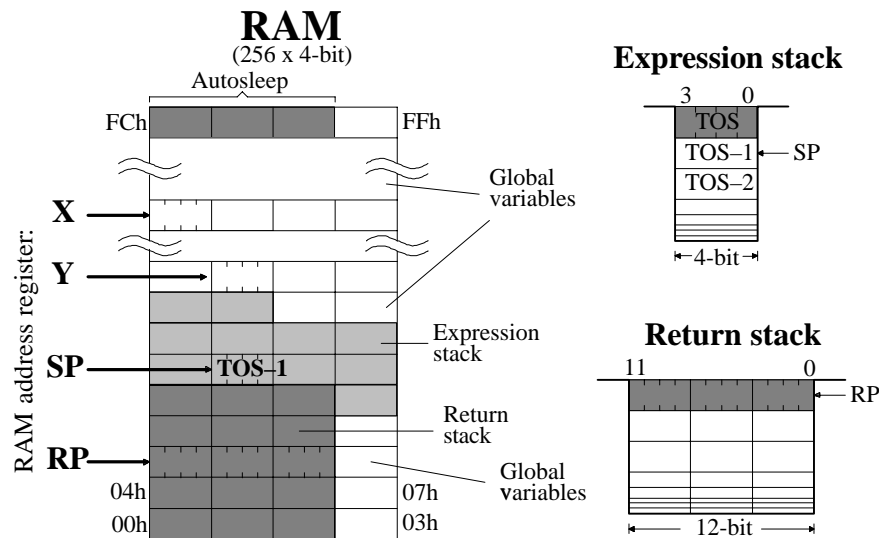 RAM
(256 x 4-bit)
Autosleep
FCh
FFh
Global
variables
X
Y
RAM address register:
SP
TOS–1
Expression
stack
Return
stack
RP
Global
variables
04h
07h
00h
03h
Expression stack
3 0
TOS
TOS–1
SP
TOS–2
4-bit
Return stack
11 0
RP
12-bit